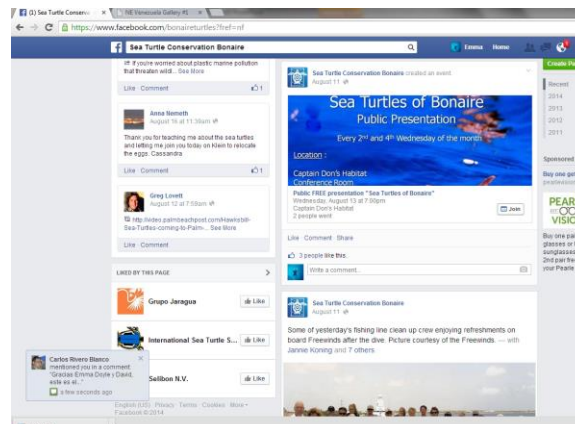 (1) Sea Turtle Conserva
NE Venezuela Gallery #1
https://www.facebook.com/bonaireturtles?fref=nf
Sea Turtle Conservation Bonaire
Emma
Home
If you're worried about plastic marine pollution
that threaten wildl... See More
Like Comment
1
Anna Nemeth
August 16 at 11:30am
Thank you for teaching me about the sea turtles
and letting me join you today on Klein to relocate
the eggs. Cassandra
Like Comment
1
Greg Lovett
August 12 at 7:59am
http://video.palmbeachpost.com/Hawksbill-
Sea-Turtles-coming-to-Palm-... See More
Like Comment
LIKED BY THIS PAGE
Grupo Jaragua
Like
International Sea Turtle S...
Like
Selibon N.V.
Like
English (US) Privacy Terms Cookies More
Facebook © 2014
Carlos Rivero Blanco
mentioned you in a comment.
"Gracias Emma Doyle y David,
este es el..."
a few seconds ago
Sea Turtle Conservation Bonaire created an event
August 11
Sea Turtles of Bonaire
Public Presentation
Every 2nd and 4th Wednesday of the month
Location :
Captain Don's Habitat
Conference Room
Public FREE presentation "Sea Turtles of Bonaire"
Wednesday, August 13 at 7:00pm
Captain Don's Habitat
2 people went
Join
Like Comment Share
3 people like this.
Write a comment...
Sea Turtle Conservation Bonaire
August 11
Some of yesterday's fishing line clean up crew enjoying refreshments on
board Freewinds after the dive. Picture courtesy of the Freewinds. — with
Jannie Koning and 7 others
Create Pa
Recent
2014
2013
2012
2011
Sponsored
Buy one get
PEAR
VISIO
Buy one pai
glasses or
sunglasses
2nd pair fre
your Pearle